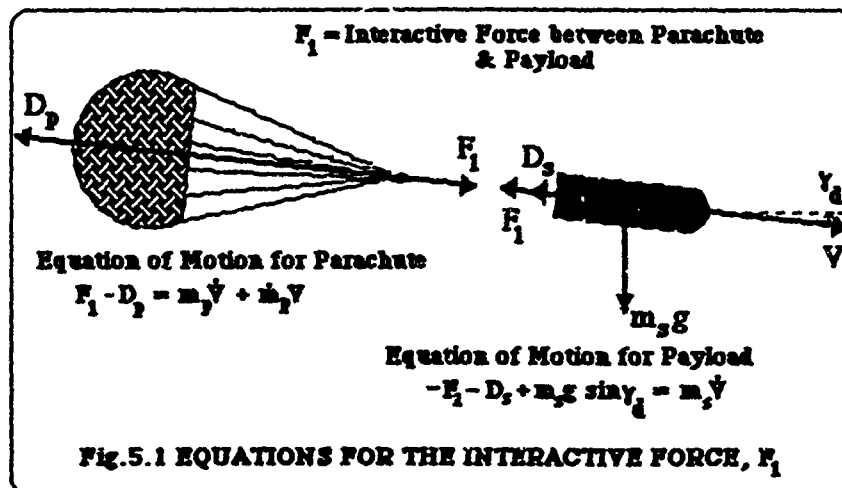 F₁ = Interactive Force between Parachute
& Payload
Dₚ
F₁
Dₛ
F₁
γ_d
V
mₛg
Equation of Motion for Parachute
F₁ - Dₚ = mₚV̇ + ṁₚV
Equation of Motion for Payload
-F₁ - Dₛ + mₛg sinγ_d = mₛV̇
Fig.5.1 EQUATIONS FOR THE INTERACTIVE FORCE, F₁